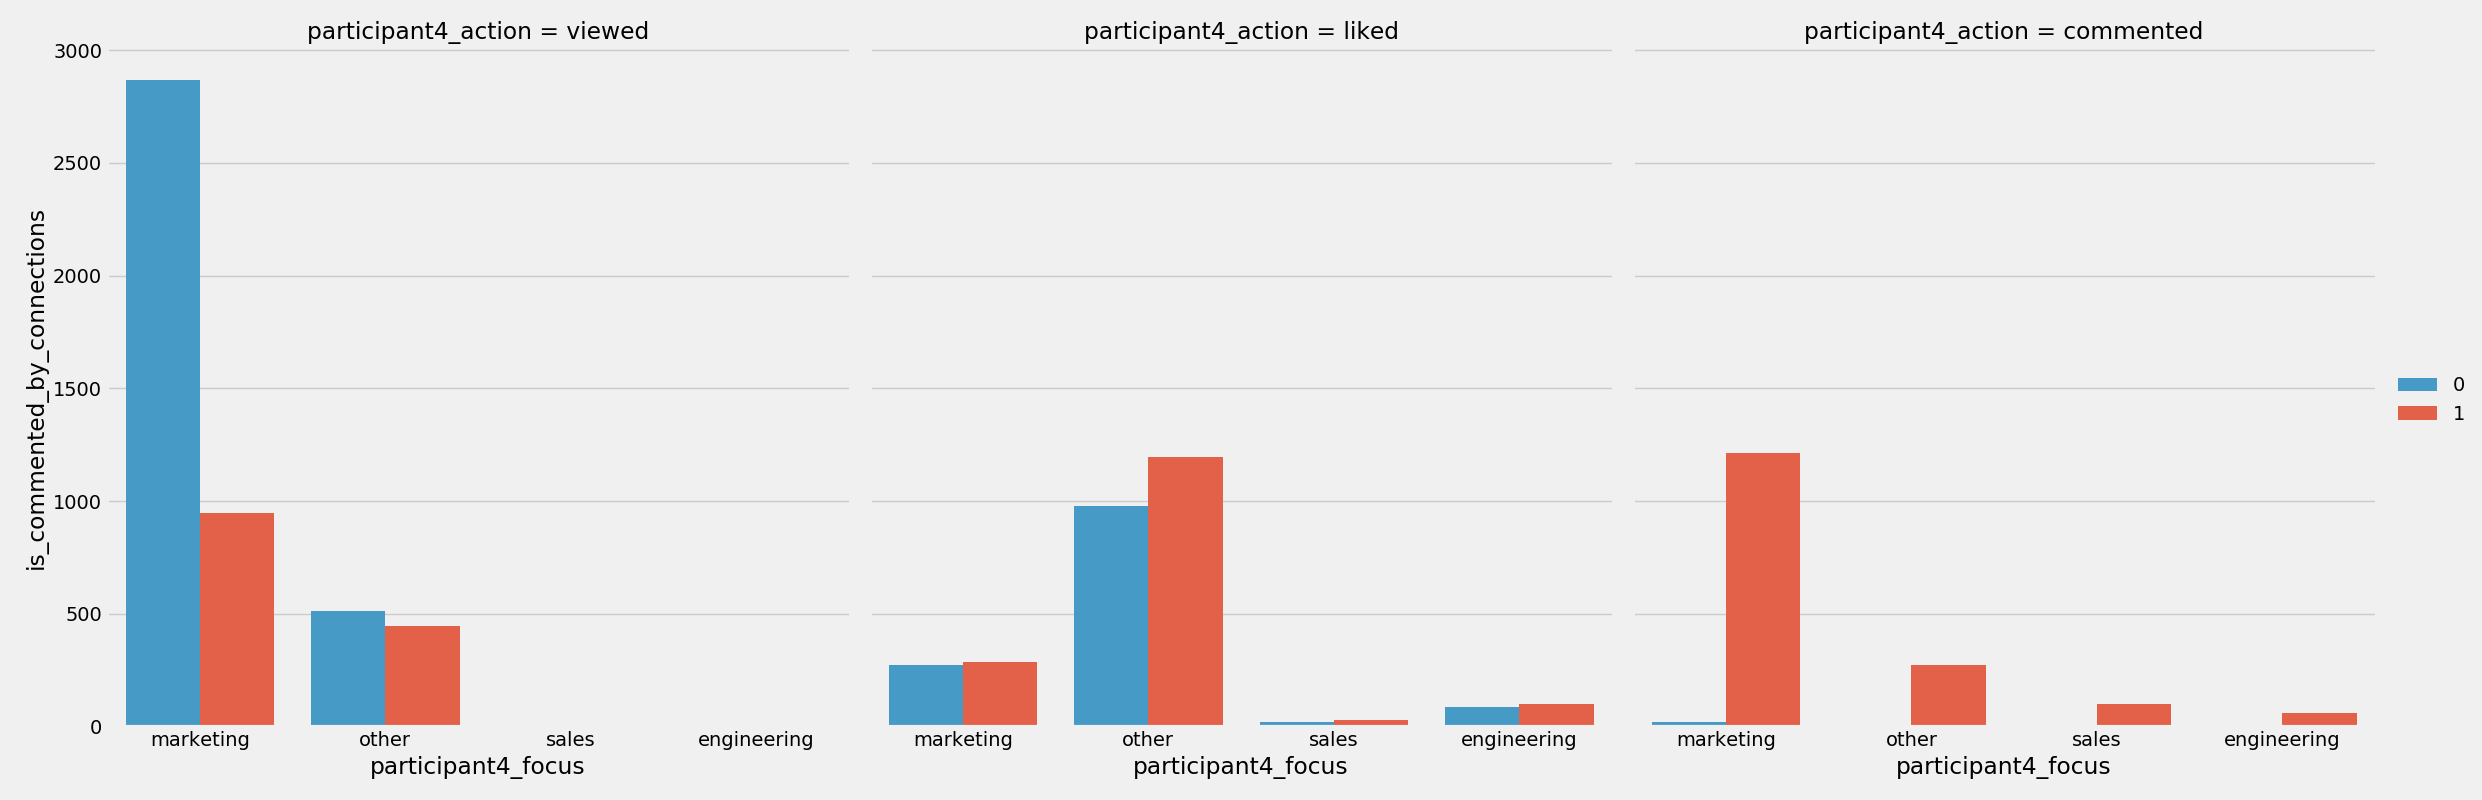 participant4_action = viewed
participant4_action = liked
participant4_action = commented
3000
2500
2000
1500
1000
500
0
is_commented_by_connections
marketing other sales engineering
marketing other sales engineering
marketing other sales engineering
participant4_focus
participant4_focus
participant4_focus
0
1